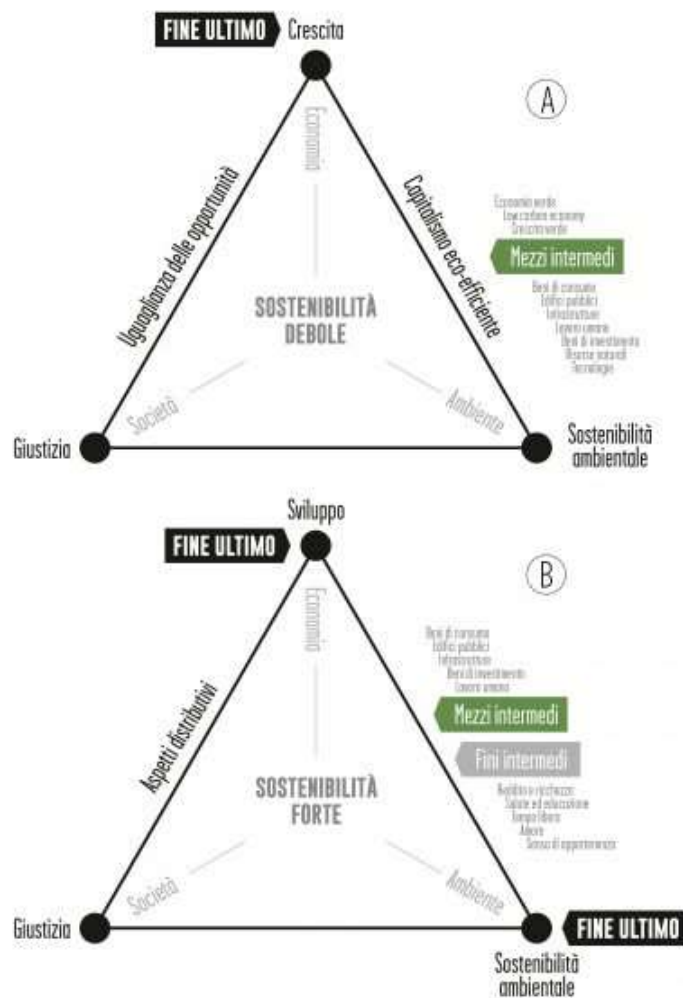 FINE ULTIMO
Crescita
A
Economia
Uguaglianza delle opportunità
Capitalismo eco-efficiente
Economia verde
Low carbon economy
Crescita verde
Mezzi intermedi
Beni di consumo
Edifici pubblici
Infrastrutture
Lavoro umano
Beni di investimento
Risorse naturali
Tecnologie
SOSTENIBILITÀ
DEBOLE
Società
Ambiente
Giustizia
Sostenibilità
ambientale
Sviluppo
FINE ULTIMO
B
Economia
Aspetti distributivi
Beni di consumo
Edifici pubblici
Infrastrutture
Beni di investimento
Lavoro umano
Mezzi intermedi
Fini intermedi
Reddito e ricchezza
Salute ed educazione
Tempo libero
Amore
Senso di appartenenza
SOSTENIBILITÀ
FORTE
Società
Ambiente
Giustizia
FINE ULTIMO
Sostenibilità
ambientale